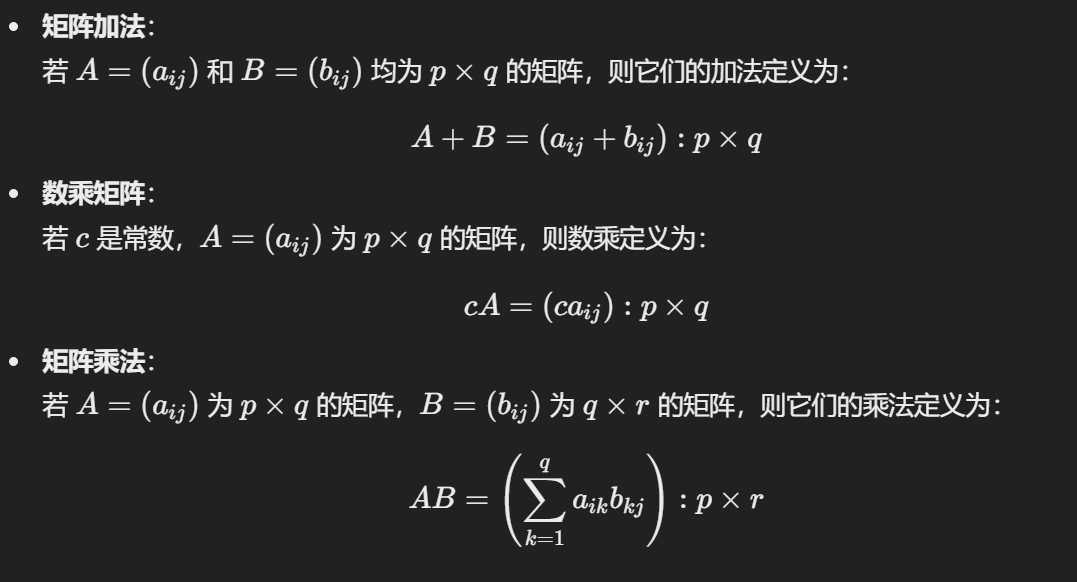 • 矩阵加法：
若 A = (a_{ij}) 和 B = (b_{ij}) 均为 p × q 的矩阵，则它们的加法定义为：
A + B = (a_{ij} + b_{ij}) : p × q
• 数乘矩阵：
若 c 是常数，A = (a_{ij}) 为 p × q 的矩阵，则数乘定义为：
cA = (ca_{ij}) : p × q
• 矩阵乘法：
若 A = (a_{ij}) 为 p × q 的矩阵，B = (b_{ij}) 为 q × r 的矩阵，则它们的乘法定义为：
AB = \left( \sum_{k=1}^{q} a_{ik} b_{kj} \right) : p × r